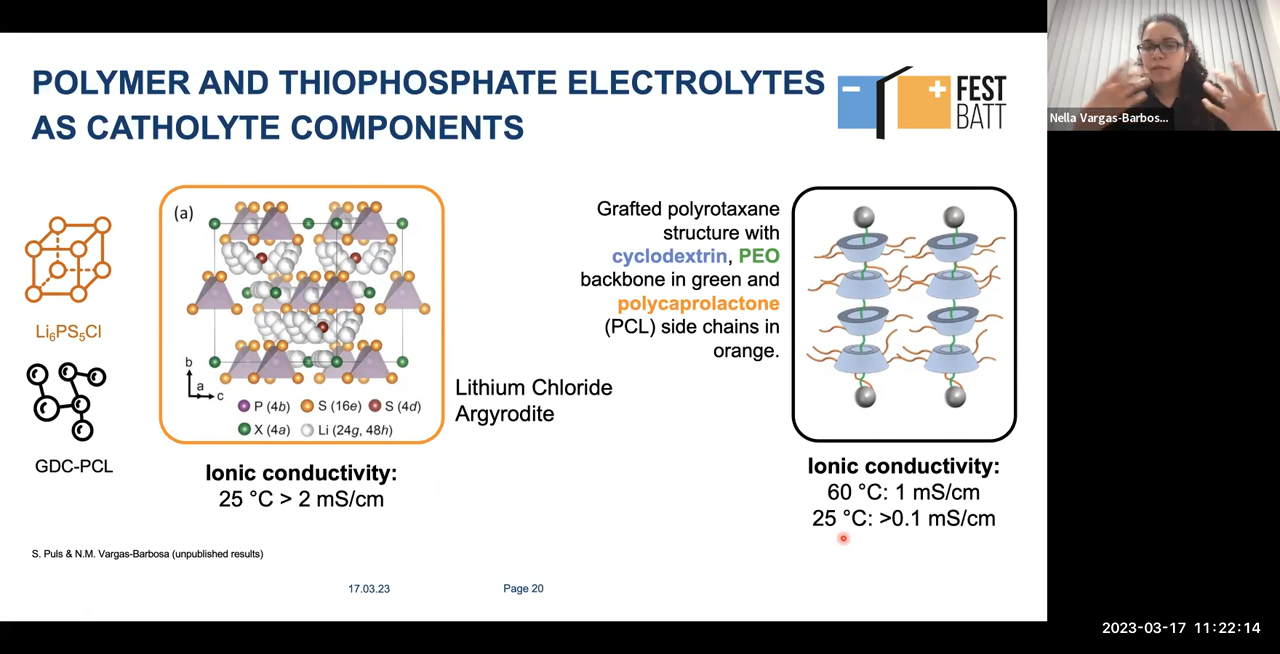 POLYMER AND THIOPHOSPHATE ELECTROLYTES
AS CATHOLYTE COMPONENTS
− +
FEST
BATT
Nella Vargas-Barbos...
Li₆PS₅Cl
GDC-PCL
(a)
b
a
c
P (4b) S (16e) S (4d)
X (4a) Li (24g, 48h)
Ionic conductivity:
25 °C > 2 mS/cm
Lithium Chloride
Argyrodite
Grafted polyrotaxane
structure with
cyclodextrin, PEO
backbone in green and
polycaprolactone
(PCL) side chains in
orange.
Ionic conductivity:
60 °C: 1 mS/cm
25 °C: >0.1 mS/cm
S. Puls & N.M. Vargas-Barbosa (unpublished results)
17.03.23 Page 20
2023-03-17 11:22:14